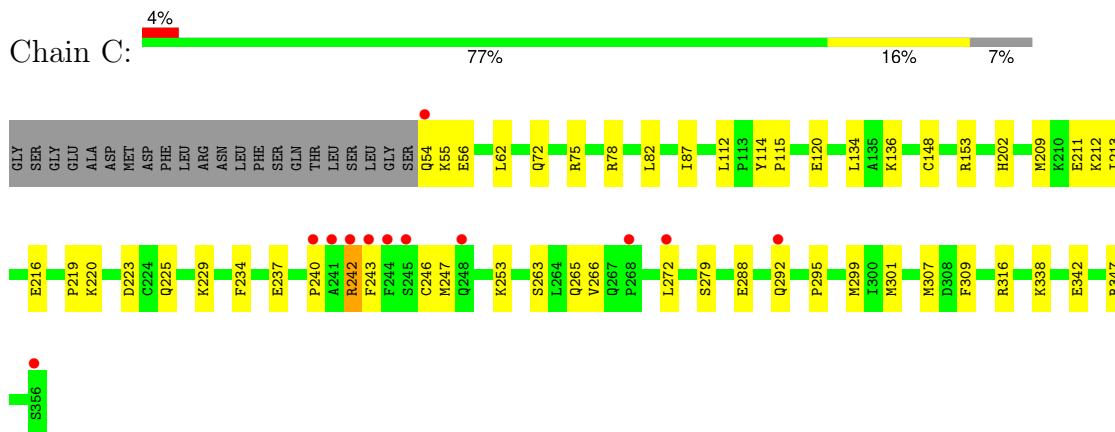 4%
Chain C:
77% 16% 7%
GLY SER GLY GLU ALA ASP MET ASP PHE LEU ARG ASN LEU PHE SER GLN THR LEU SER GLY SER Q54 K55 E56 L62 Q72 R75 R78 L82 I87 L112 P113 Y114 P115 E120 L134 A135 K136 C148 R153 H202 M209 K210 E211 K212
E216 P219 K220 D223 C224 Q225 K229 F234 E237 P240 A241 R242 L243 F244 S245 C246 M247 Q248 K253 S263 L264 Q265 V266 Q267 P268 L272 S279 E288 Q292 P295 M299 I300 M301 M307 D308 F309 R316 K338 E342
S356